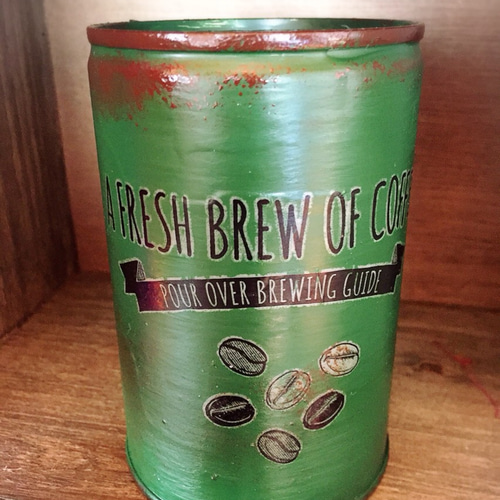 A FRESH BREW OF COFF
POUR OVER BREWING GUIDE